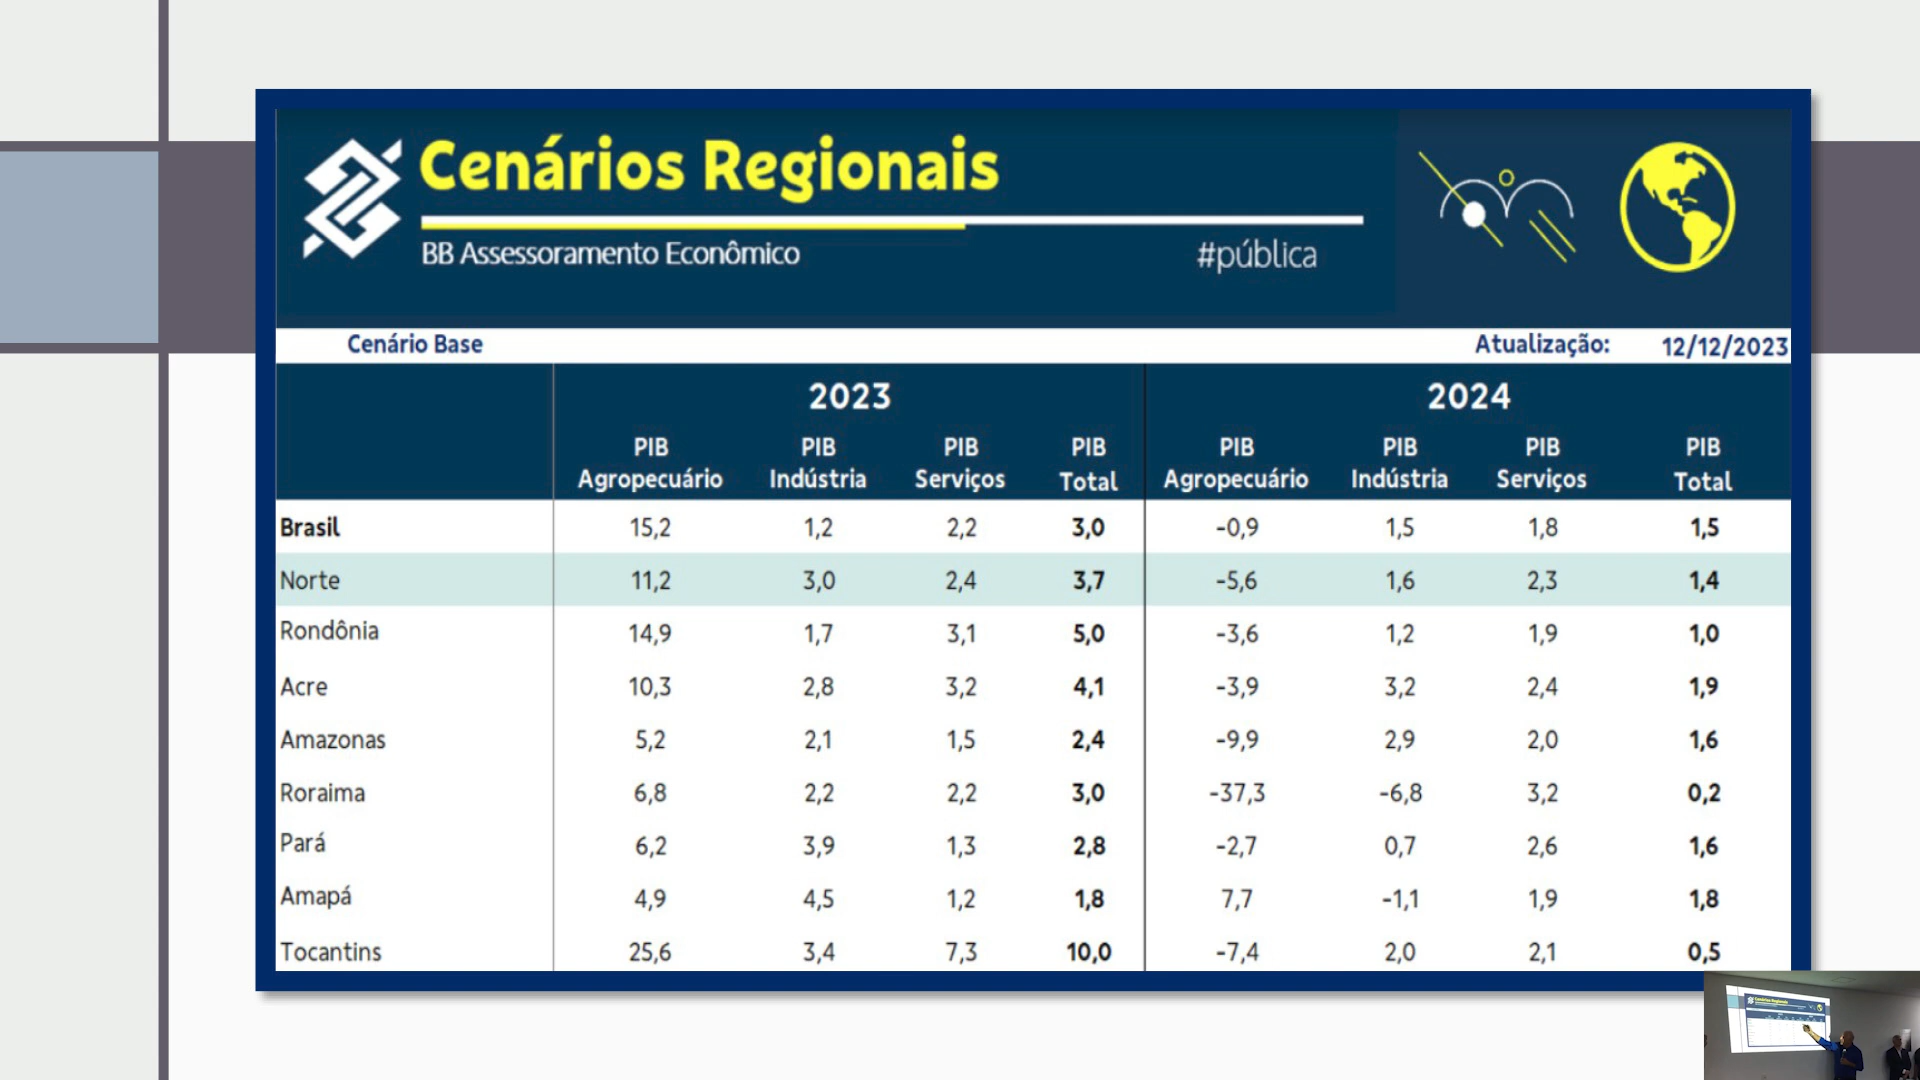 Cenários Regionais
BB Assessoramento Econômico #pública
Cenário Base Atualização: 12/12/2023
2023 2024
PIB Agropecuário PIB Indústria PIB Serviços PIB Total PIB Agropecuário PIB Indústria PIB Serviços PIB Total
Brasil 15,2 1,2 2,2 3,0 -0,9 1,5 1,8 1,5
Norte 11,2 3,0 2,4 3,7 -5,6 1,6 2,3 1,4
Rondônia 14,9 1,7 3,1 5,0 -3,6 1,2 1,9 1,0
Acre 10,3 2,8 3,2 4,1 -3,9 3,2 2,4 1,9
Amazonas 5,2 2,1 1,5 2,4 -9,9 2,9 2,0 1,6
Roraima 6,8 2,2 2,2 3,0 -37,3 -6,8 3,2 0,2
Pará 6,2 3,9 1,3 2,8 -2,7 0,7 2,6 1,6
Amapá 4,9 4,5 1,2 1,8 7,7 -1,1 1,9 1,8
Tocantins 25,6 3,4 7,3 10,0 -7,4 2,0 2,1 0,5
Cenários Regionais